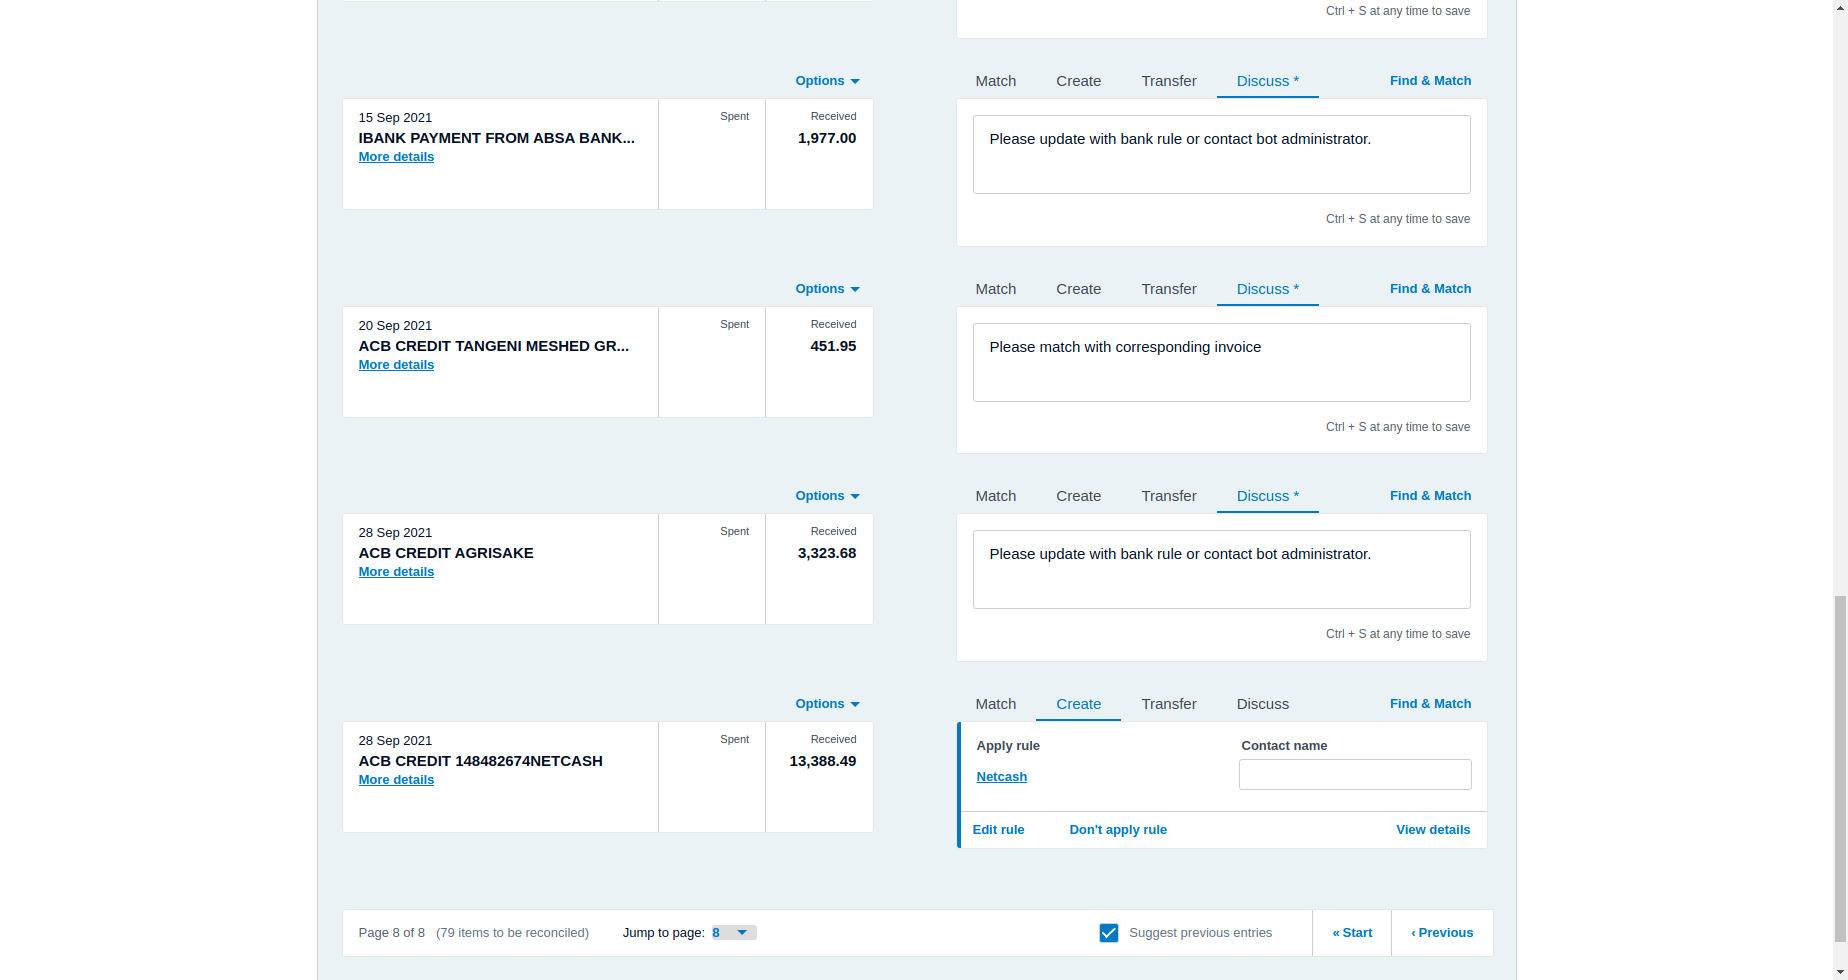 Ctrl + S at any time to save
Options
Match Create Transfer Discuss * Find & Match
15 Sep 2021 Spent Received
IBANK PAYMENT FROM ABSA BANK... 1,977.00
More details
Please update with bank rule or contact bot administrator.
Ctrl + S at any time to save
Options
Match Create Transfer Discuss * Find & Match
20 Sep 2021 Spent Received
ACB CREDIT TANGENI MESHED GR... 451.95
More details
Please match with corresponding invoice
Ctrl + S at any time to save
Options
Match Create Transfer Discuss * Find & Match
28 Sep 2021 Spent Received
ACB CREDIT AGRISAKE 3,323.68
More details
Please update with bank rule or contact bot administrator.
Ctrl + S at any time to save
Options
Match Create Transfer Discuss Find & Match
28 Sep 2021 Spent Received
ACB CREDIT 148482674NETCASH 13,388.49
More details
Apply rule Contact name
Netcash
Edit rule Don't apply rule View details
Page 8 of 8 (79 items to be reconciled) Jump to page: 8 Suggest previous entries « Start ‹ Previous